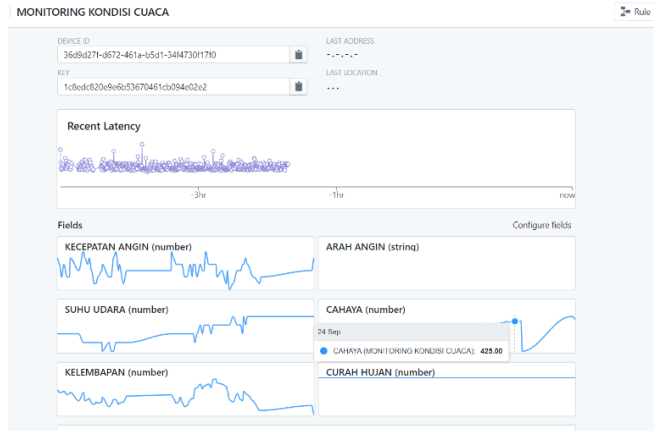 MONITORING KONDISI CUACA
Rule
DEVICE ID
LAST ADDRESS
36d9d27f-d672-461a-b5d1-34f4730f17f0
-.-.-.-
KEY
LAST LOCATION
1c8edc820e9e6b53670461cb094e02e2
...
Recent Latency
-3hr
-1hr
now
Fields
Configure fields
KECEPATAN ANGIN (number)
ARAH ANGIN (string)
SUHU UDARA (number)
CAHAYA (number)
24 Sep
CAHAYA (MONITORING KONDISI CUACA): 425.00
KELEMBAPAN (number)
CURAH HUJAN (number)